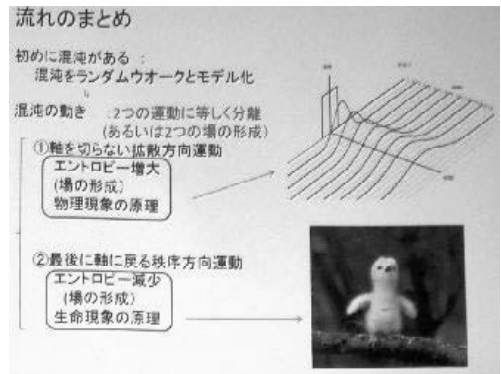 流れのまとめ
初めに混沌がある :
混沌をランダムウオークとモデル化
混沌の動き :2つの運動に等しく分離
(あるいは2つの場の形成)
①軸を切らない拡散方向運動
エントロピー増大
(場の形成)
物理現象の原理
②最後に軸に戻る秩序方向運動
エントロピー減少
(場の形成)
生命現象の原理